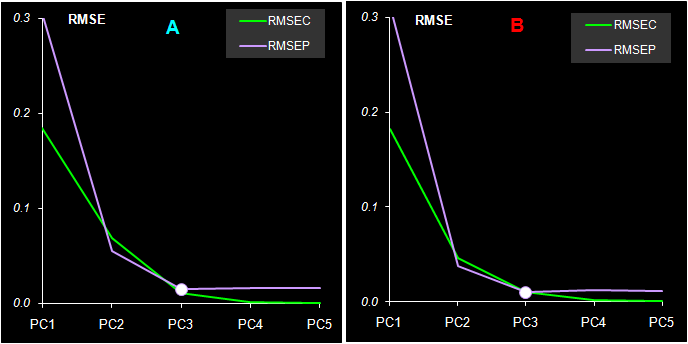 0.3 RMSE A RMSEC
RMSEP
0.2
0.1
0.0
PC1 PC2 PC3 PC4 PC5
0.3 RMSE B RMSEC
RMSEP
0.2
0.1
0.0
PC1 PC2 PC3 PC4 PC5